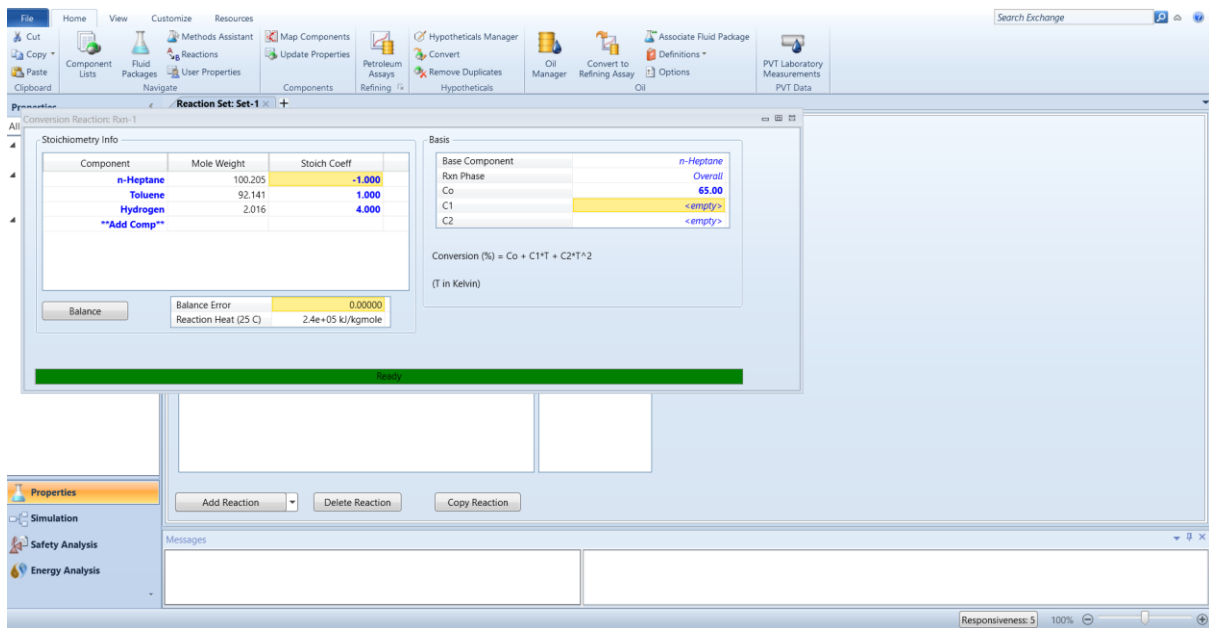 File Home View Customize Resources Search Exchange
Cut Methods Assistant Map Components Hypotheticals Manager Associate Fluid Package
Copy Reactions Update Properties Convert Definitions
Paste Component Lists Fluid Packages User Properties Petroleum Assays Remove Duplicates Oil Manager Convert to Refining Assay Options PVT Laboratory Measurements
Clipboard Navigate Components Refining Hypotheticals Oil PVT Data
Properties < Reaction Set: Set-1 × +
All
Conversion Reaction: Rxn-1
Stoichiometry Info
Component Mole Weight Stoich Coeff
n-Heptane 100.205 -1.000
Toluene 92.141 1.000
Hydrogen 2.016 4.000
**Add Comp**
Balance
Balance Error 0.00000
Reaction Heat (25 C) 2.4e+05 kJ/kgmole
Basis
Base Component n-Heptane
Rxn Phase Overall
Co 65.00
C1 <empty>
C2 <empty>
Conversion (%) = Co + C1*T + C2*T^2
(T in Kelvin)
Ready
Add Reaction Delete Reaction Copy Reaction
Properties
Simulation
Safety Analysis
Energy Analysis
Messages
Responsiveness: 5 100%